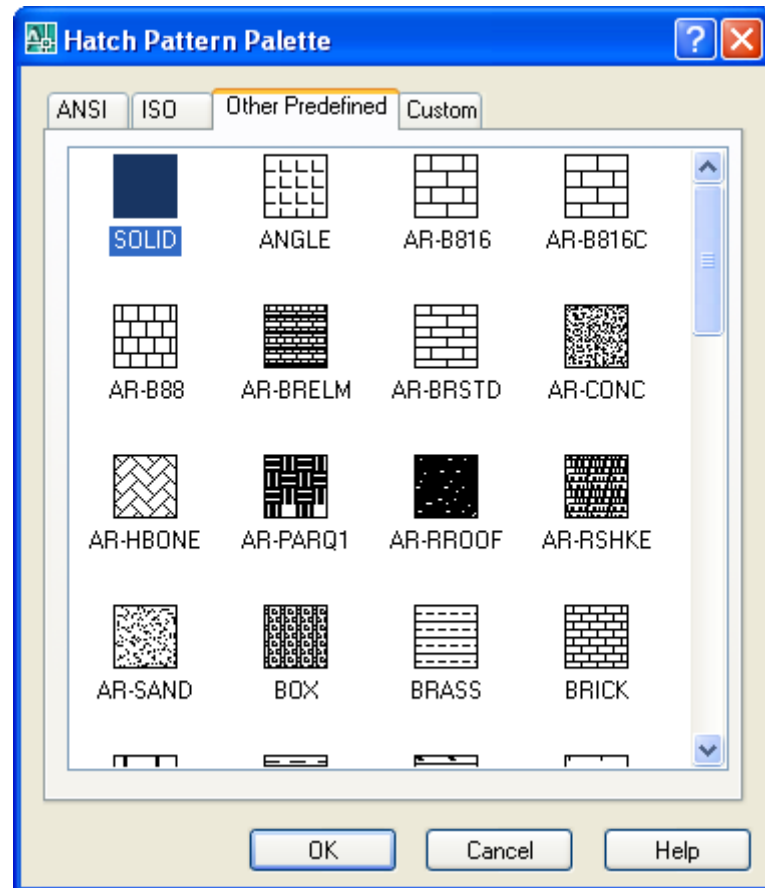 Hatch Pattern Palette
ANSI ISO Other Predefined Custom
SOLID ANGLE AR-B816 AR-B816C
AR-B88 AR-BRELM AR-BRSTD AR-CONC
AR-HBONE AR-PARQ1 AR-RROOF AR-RSHKE
AR-SAND BOX BRASS BRICK
OK Cancel Help